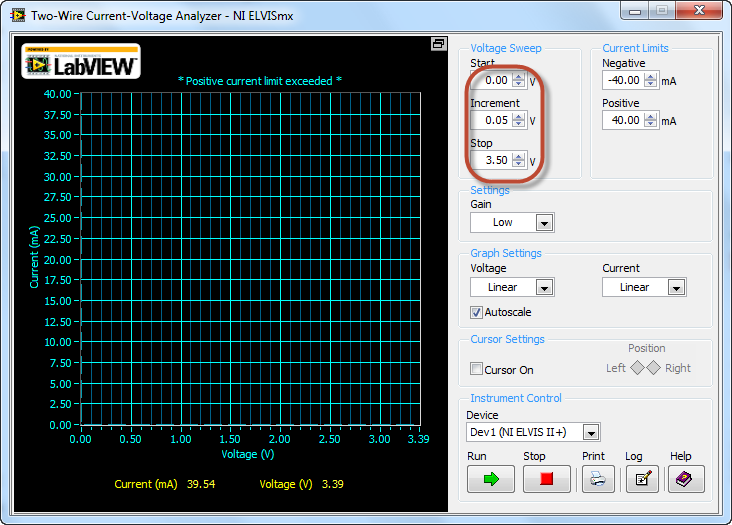 Two-Wire Current-Voltage Analyzer - NI ELVISmx
POWERED BY
NATIONAL INSTRUMENTS
LabVIEW™
* Positive current limit exceeded *
40.00
37.50
35.00
32.50
30.00
27.50
25.00
22.50
20.00
17.50
15.00
12.50
10.00
7.50
5.00
2.50
0.00
Current (mA)
0.00 0.50 1.00 1.50 2.00 2.50 3.00 3.39
Voltage (V)
Current (mA) 39.54 Voltage (V) 3.39
Voltage Sweep
Start
0.00 V
Increment
0.05 V
Stop
3.50 V
Current Limits
Negative
-40.00 mA
Positive
40.00 mA
Settings
Gain
Low
Graph Settings
Voltage Current
Linear Linear
Autoscale
Cursor Settings
Position
Cursor On Left Right
Instrument Control
Device
Dev1 (NI ELVIS II+)
Run Stop Print Log Help